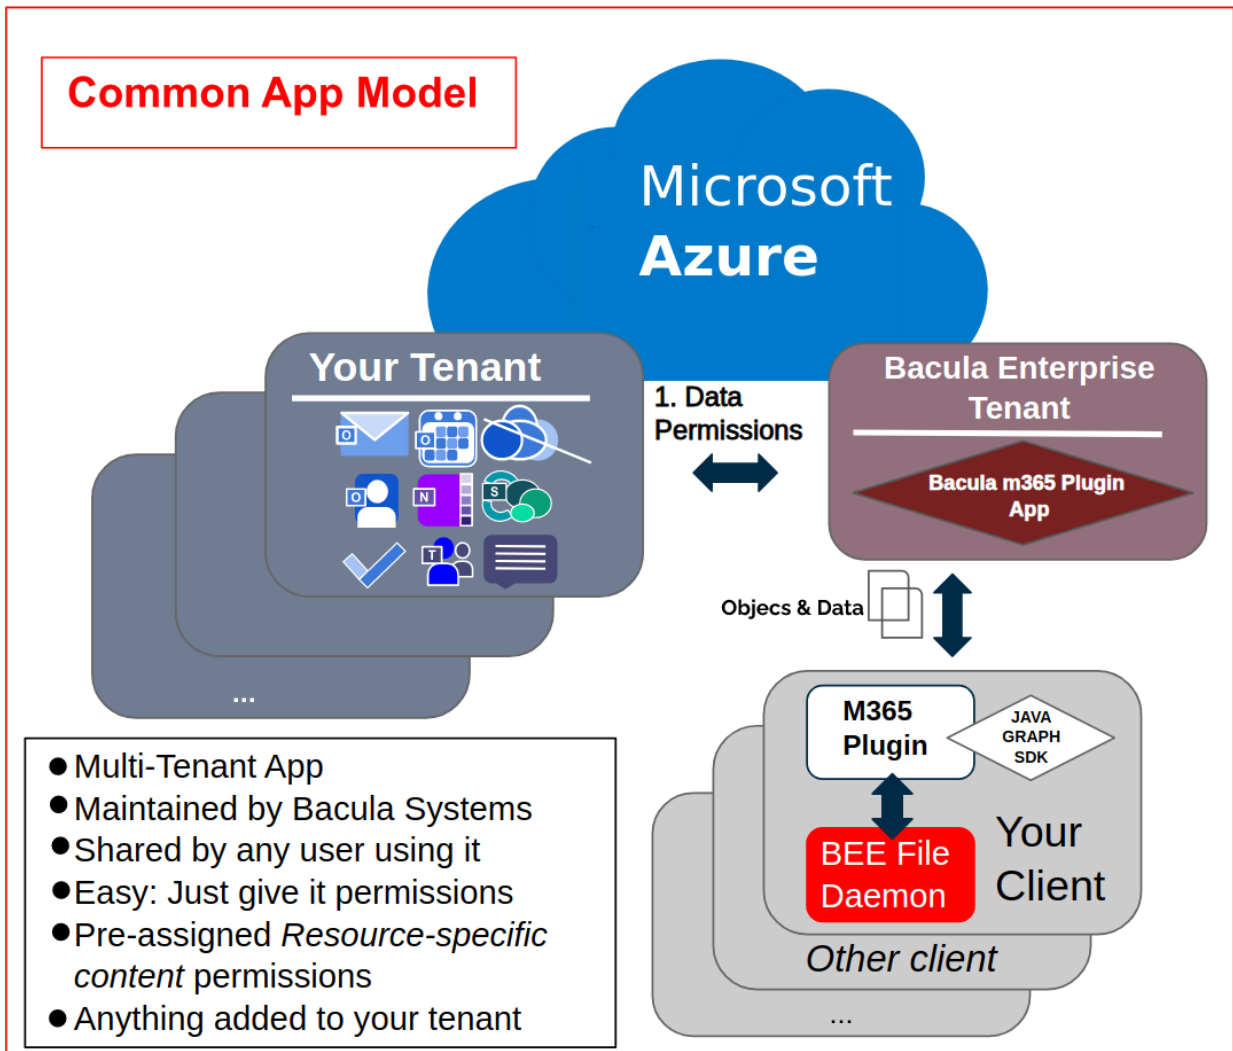 Common App Model
Microsoft
Azure
Your Tenant
O
O
O
N
S
T
...
1. Data
Permissions
Bacula Enterprise
Tenant
Bacula m365 Plugin
App
Objecs & Data
M365
Plugin
JAVA
GRAPH
SDK
BEE File
Daemon
Your
Client
Other client
...
● Multi-Tenant App
● Maintained by Bacula Systems
● Shared by any user using it
● Easy: Just give it permissions
● Pre-assigned Resource-specific
content permissions
● Anything added to your tenant